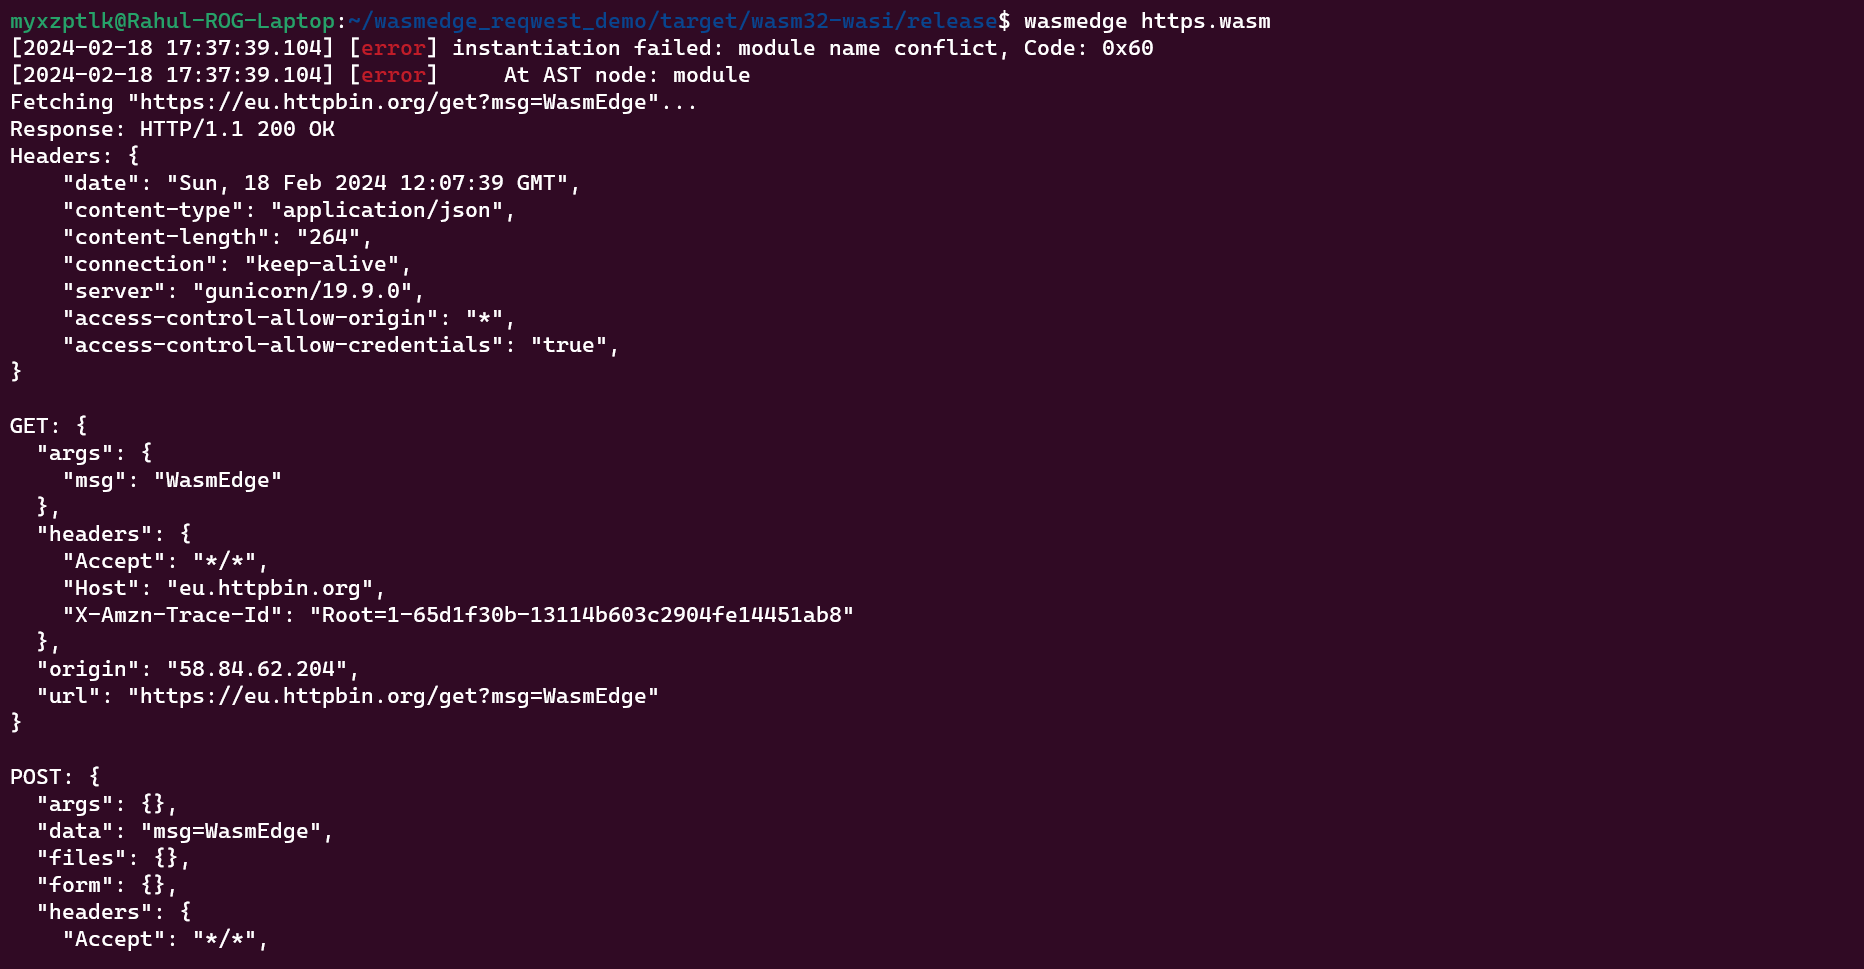 myxzptlk@Rahul-ROG-Laptop:~/wasmedge_reqwest_demo/target/wasm32-wasi/release$ wasmedge https.wasm
[2024-02-18 17:37:39.104] [error] instantiation failed: module name conflict, Code: 0x60
[2024-02-18 17:37:39.104] [error]     At AST node: module
Fetching "https://eu.httpbin.org/get?msg=WasmEdge"...
Response: HTTP/1.1 200 OK
Headers: {
    "date": "Sun, 18 Feb 2024 12:07:39 GMT",
    "content-type": "application/json",
    "content-length": "264",
    "connection": "keep-alive",
    "server": "gunicorn/19.9.0",
    "access-control-allow-origin": "*",
    "access-control-allow-credentials": "true",
}

GET: {
  "args": {
    "msg": "WasmEdge"
  },
  "headers": {
    "Accept": "*/*",
    "Host": "eu.httpbin.org",
    "X-Amzn-Trace-Id": "Root=1-65d1f30b-13114b603c2904fe14451ab8"
  },
  "origin": "58.84.62.204",
  "url": "https://eu.httpbin.org/get?msg=WasmEdge"
}

POST: {
  "args": {},
  "data": "msg=WasmEdge",
  "files": {},
  "form": {},
  "headers": {
    "Accept": "*/*",